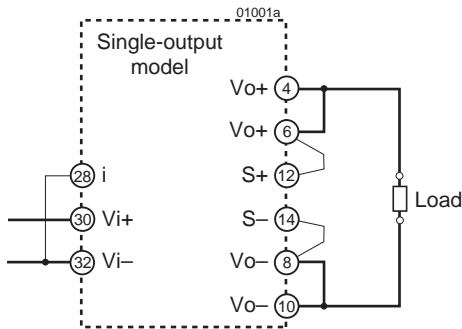 01001a
Single-output
model
Vo+ 4
Vo+ 6
28 i
S+ 12
30 Vi+
S– 14
Load
32 Vi–
Vo– 8
Vo– 10